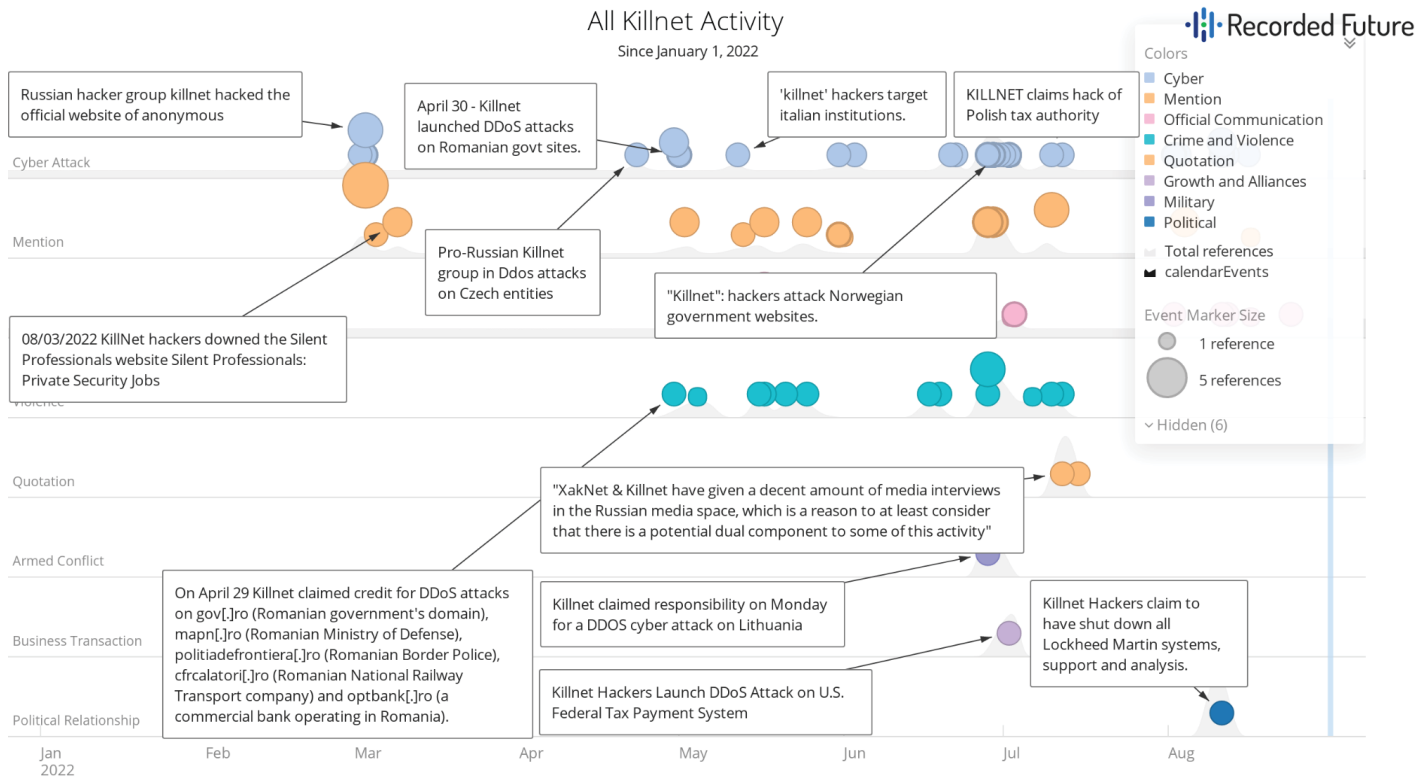 All Killnet Activity
Since January 1, 2022
Recorded Future
Colors
Cyber
Mention
Official Communication
Crime and Violence
Quotation
Growth and Alliances
Military
Political
Total references
calendarEvents
Event Marker Size
1 reference
5 references
Hidden (6)
Russian hacker group killnet hacked the
official website of anonymous
April 30 - Killnet
launched DDoS attacks
on Romanian govt sites.
'killnet' hackers target
italian institutions.
KILLNET claims hack of
Polish tax authority
Cyber Attack
Mention
Pro-Russian Killnet
group in Ddos attacks
on Czech entities
"Killnet": hackers attack Norwegian
government websites.
08/03/2022 KillNet hackers downed the Silent
Professionals website Silent Professionals:
Private Security Jobs
Violence
Quotation
"XakNet & Killnet have given a decent amount of media interviews
in the Russian media space, which is a reason to at least consider
that there is a potential dual component to some of this activity"
Armed Conflict
On April 29 Killnet claimed credit for DDoS attacks
on gov[.]ro (Romanian government's domain),
mapn[.]ro (Romanian Ministry of Defense),
politiadefrontiera[.]ro (Romanian Border Police),
cfrcalatori[.]ro (Romanian National Railway
Transport company) and optbank[.]ro (a
commercial bank operating in Romania).
Killnet claimed responsibility on Monday
for a DDOS cyber attack on Lithuania
Killnet Hackers claim to
have shut down all
Lockheed Martin systems,
support and analysis.
Business Transaction
Killnet Hackers Launch DDoS Attack on U.S.
Federal Tax Payment System
Political Relationship
Jan
2022
Feb
Mar
Apr
May
Jun
Jul
Aug